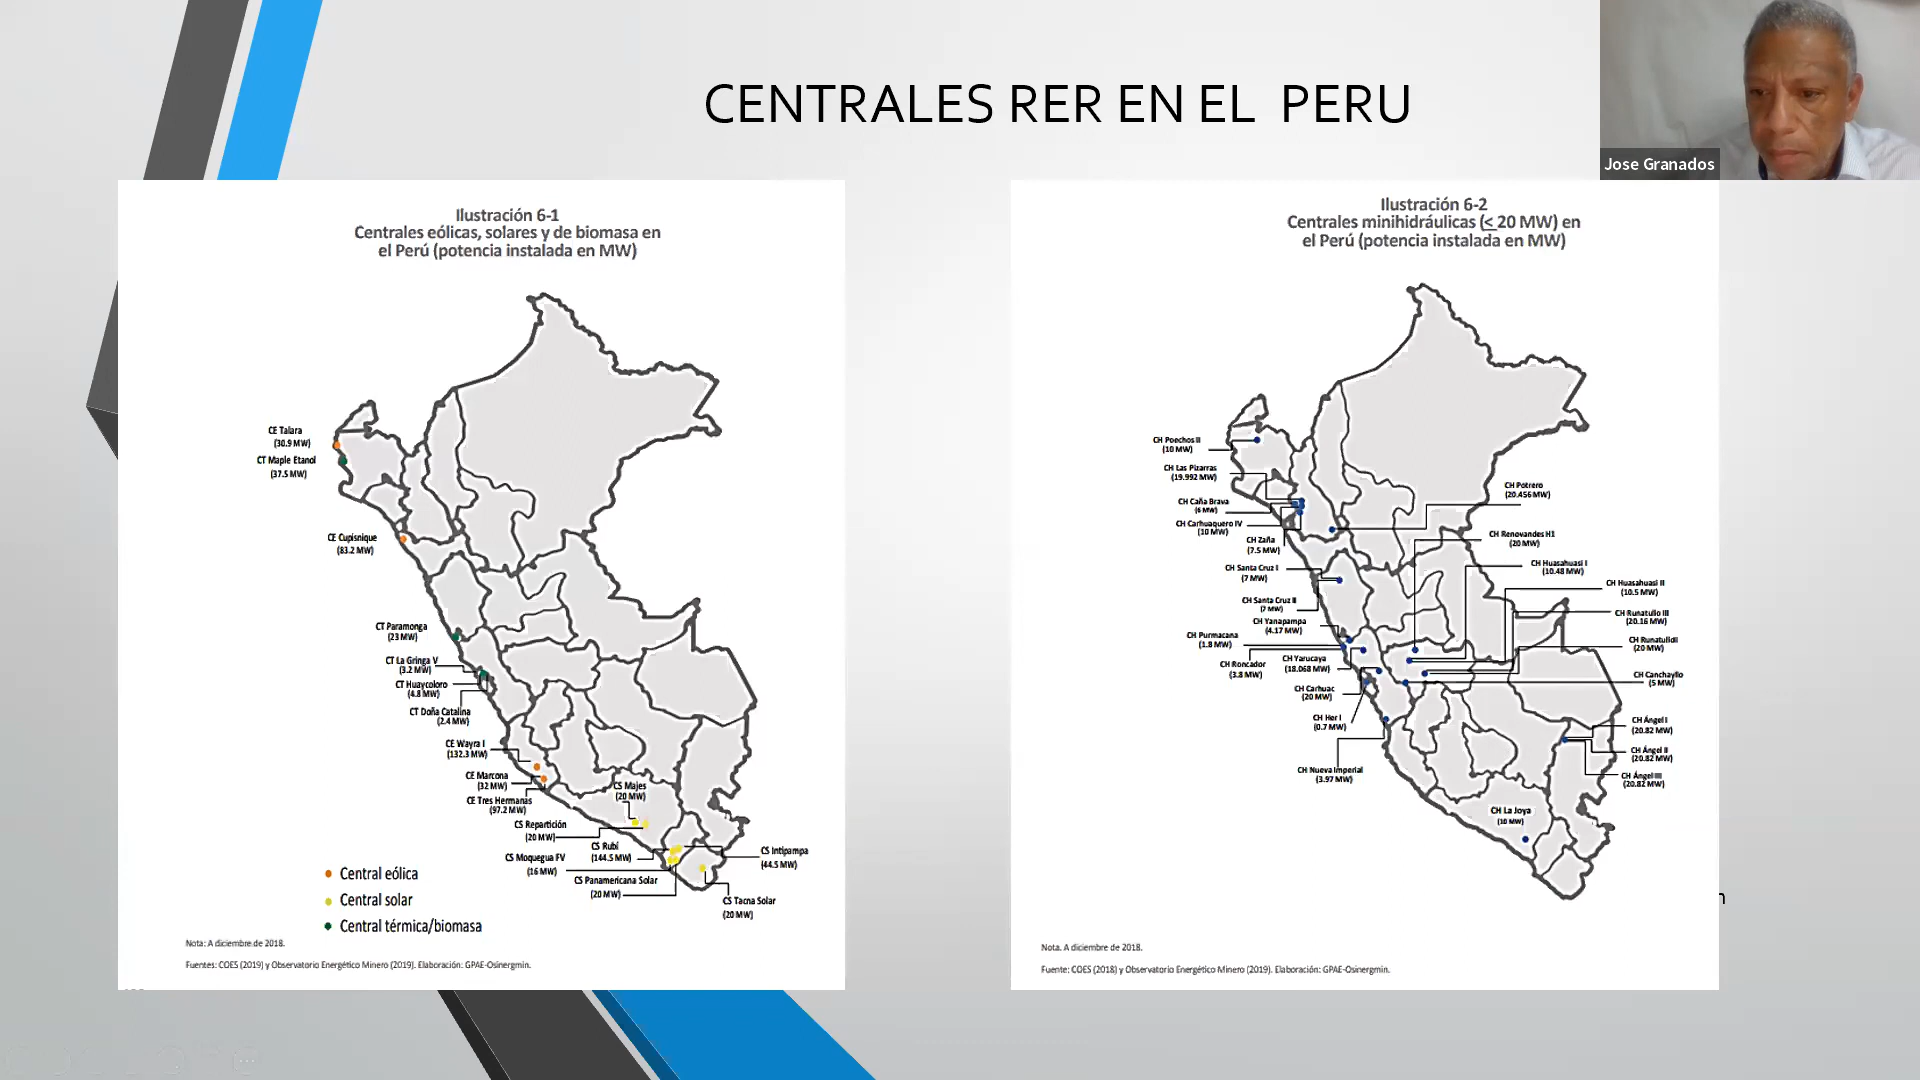 CENTRALES RER EN EL PERU
Jose Granados
Ilustración 6-1
Centrales eólicas, solares y de biomasa en
el Perú (potencia instalada en MW)
CE Talara
(30.9 MW)
CT Maple Etanol
(37.5 MW)
CE Cupisnique
(83.2 MW)
CT Paramonga
(23 MW)
CT La Gringa V
(3.2 MW)
CT Huaycoloro
(4.8 MW)
CT Doña Catalina
(2.4 MW)
CE Wayra I
(132.3 MW)
CE Marcona
(32 MW)
CE Tres Hermanas
(97.2 MW)
CS Majes
(20 MW)
CS Repartición
(20 MW)
CS Rubí
(144.5 MW)
CS Moquegua FV
(16 MW)
CS Panamericana Solar
(20 MW)
CS Intipampa
(44.5 MW)
CS Tacna Solar
(20 MW)
Central eólica
Central solar
Central térmica/biomasa
Nota: A diciembre de 2018.
Fuentes: COES (2019) y Observatorio Energético Minero (2019). Elaboración: GPAE-Osinergmin.
Ilustración 6-2
Centrales minihidráulicas (≤ 20 MW) en
el Perú (potencia instalada en MW)
CH Poechos II
(10 MW)
CH Las Pizarras
(19.992 MW)
CH Caña Brava
(6 MW)
CH Carhuaquero IV
(10 MW)
CH Zaña
(7.5 MW)
CH Santa Cruz I
(7 MW)
CH Santa Cruz II
(7 MW)
CH Yanapampa
(4.17 MW)
CH Purmacana
(1.8 MW)
CH Roncador
(3.8 MW)
CH Yarucaya
(18.068 MW)
CH Carhuac
(20 MW)
CH Her I
(0.7 MW)
CH Nueva Imperial
(3.97 MW)
CH Potrero
(20.456 MW)
CH Renovandes H1
(20 MW)
CH Huasahuasi I
(10.48 MW)
CH Huasahuasi II
(10.5 MW)
CH Runatullo III
(20.16 MW)
CH RunatulloII
(20 MW)
CH Canchayllo
(5 MW)
CH Ángel I
(20.82 MW)
CH Ángel II
(20.82 MW)
CH Ángel III
(20.82 MW)
CH La Joya
(10 MW)
Nota. A diciembre de 2018.
Fuente: COES (2018) y Observatorio Energético Minero (2019). Elaboración: GPAE-Osinergmin.